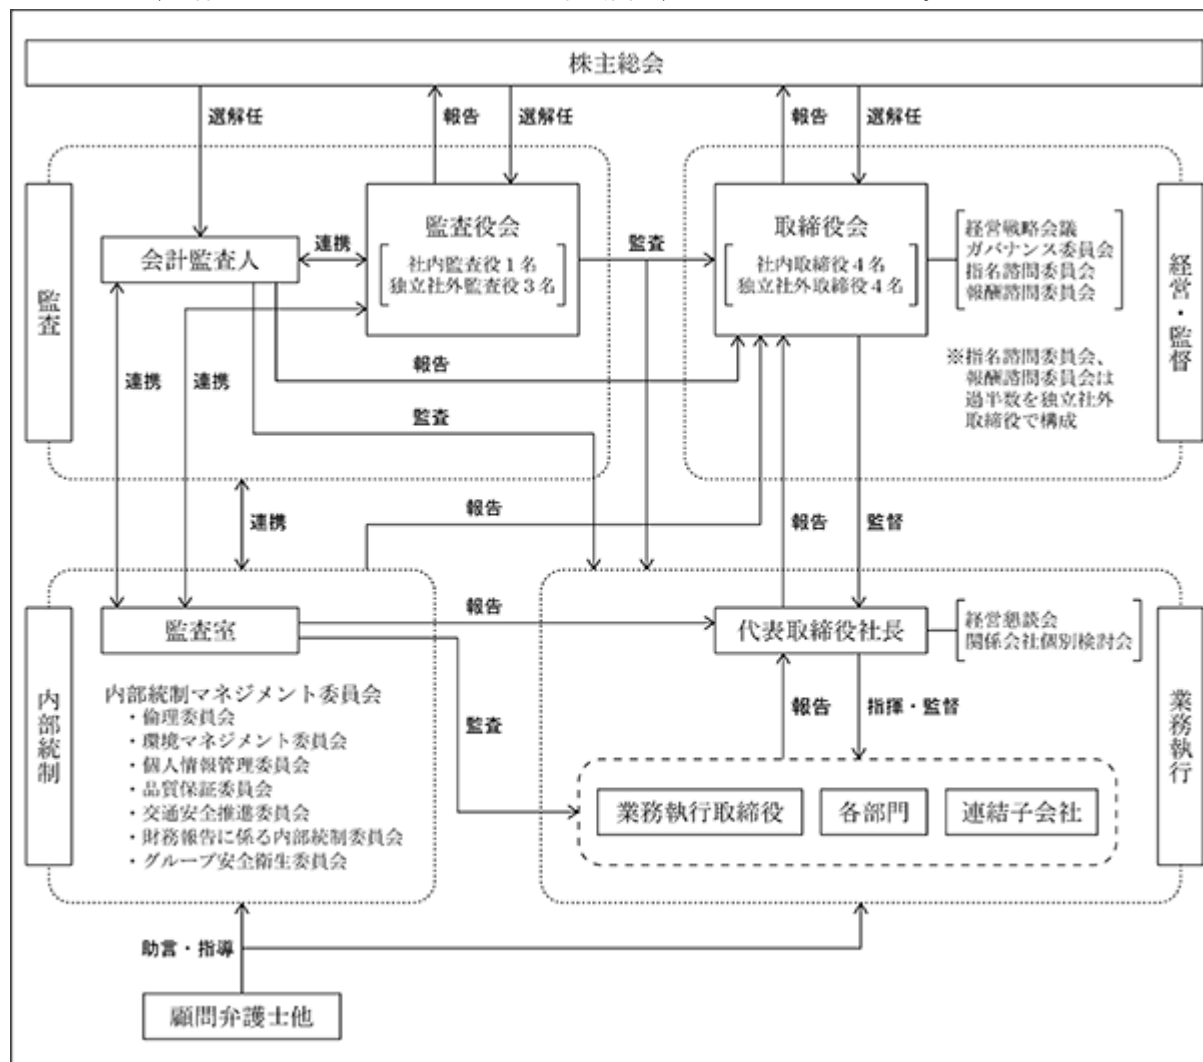 株主総会
選解任
報告
選解任
報告
選解任
監査
会計監査人
連携
監査役会
社内監査役1名
独立社外監査役3名
監査
取締役会
社内取締役4名
独立社外取締役4名
経営戦略会議
ガバナンス委員会
指名諮問委員会
報酬諮問委員会
経営・監督
※指名諮問委員会、
報酬諮問委員会は
過半数を独立社外
取締役で構成
連携
連携
報告
監査
連携
報告
報告
監督
内部統制
監査室
報告
監査
内部統制マネジメント委員会
・倫理委員会
・環境マネジメント委員会
・個人情報管理委員会
・品質保証委員会
・交通安全推進委員会
・財務報告に係る内部統制委員会
・グループ安全衛生委員会
代表取締役社長
経営懇談会
関係会社個別検討会
業務執行
報告
指揮・監督
業務執行取締役
各部門
連結子会社
助言・指導
顧問弁護士他